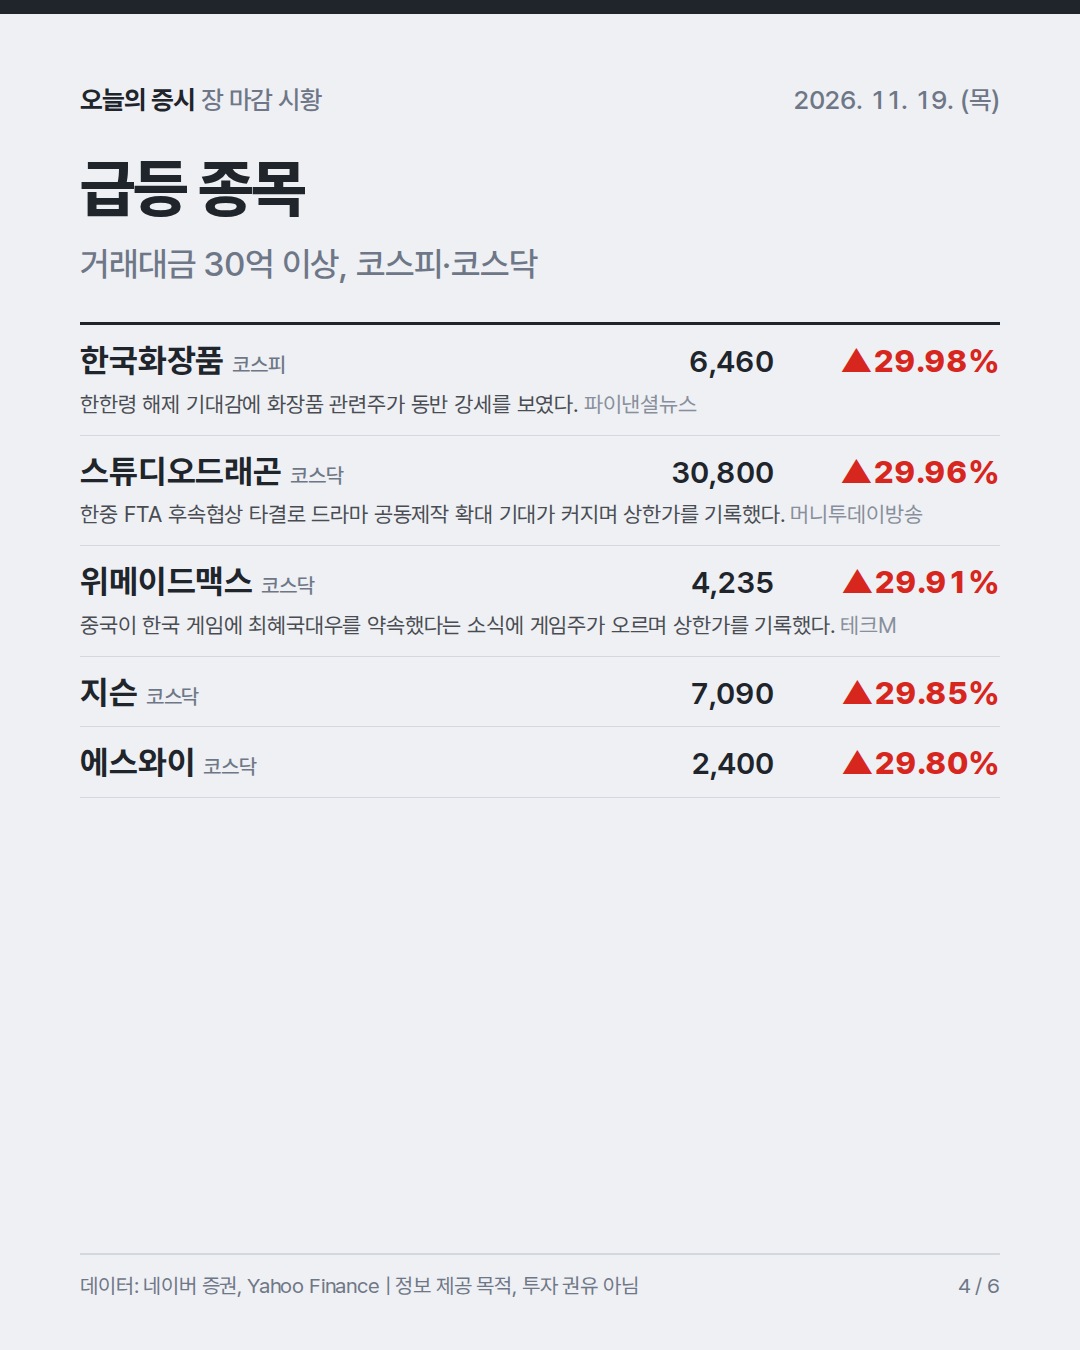 오늘의 증시 장 마감 시황 2026. 11. 19. (목)
급등 종목
거래대금 30억 이상, 코스피·코스닥
한국화장품 코스피 6,460 ▲29.98%
한한령 해제 기대감에 화장품 관련주가 동반 강세를 보였다. 파이낸셜뉴스
스튜디오드래곤 코스닥 30,800 ▲29.96%
한중 FTA 후속협상 타결로 드라마 공동제작 확대 기대가 커지며 상한가를 기록했다. 머니투데이방송
위메이드맥스 코스닥 4,235 ▲29.91%
중국이 한국 게임에 최혜국대우를 약속했다는 소식에 게임주가 오르며 상한가를 기록했다. 테크M
지슨 코스닥 7,090 ▲29.85%
에스와이 코스닥 2,400 ▲29.80%
데이터: 네이버 증권, Yahoo Finance | 정보 제공 목적, 투자 권유 아님 4 / 6